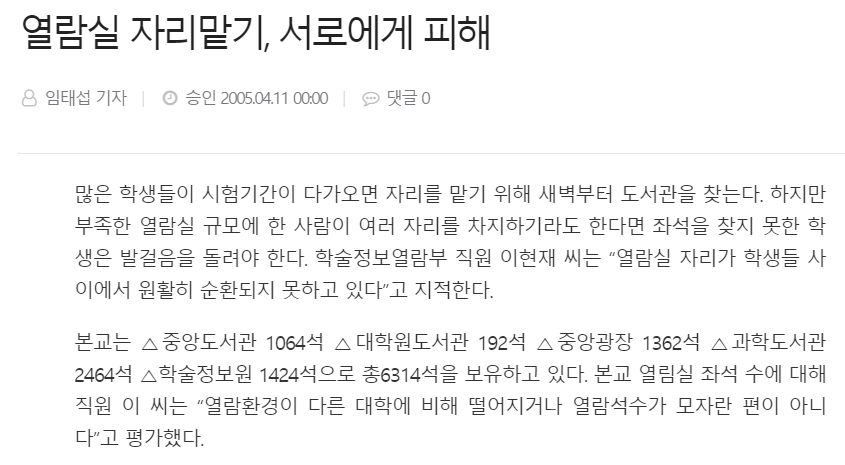 열람실 자리맡기, 서로에게 피해
임태섭 기자 | 승인 2005.04.11 00:00 | 댓글 0
많은 학생들이 시험기간이 다가오면 자리를 맡기 위해 새벽부터 도서관을 찾는다. 하지만
부족한 열람실 규모에 한 사람이 여러 자리를 차지하기라도 한다면 좌석을 찾지 못한 학
생은 발걸음을 돌려야 한다. 학술정보열람부 직원 이현재 씨는 “열람실 자리가 학생들 사
이에서 원활히 순환되지 못하고 있다”고 지적한다.
본교는 △중앙도서관 1064석 △대학원도서관 192석 △중앙광장 1362석 △과학도서관
2464석 △학술정보원 1424석으로 총6314석을 보유하고 있다. 본교 열림실 좌석 수에 대해
직원 이 씨는 “열람환경이 다른 대학에 비해 떨어지거나 열람석수가 모자란 편이 아니
다”고 평가했다.